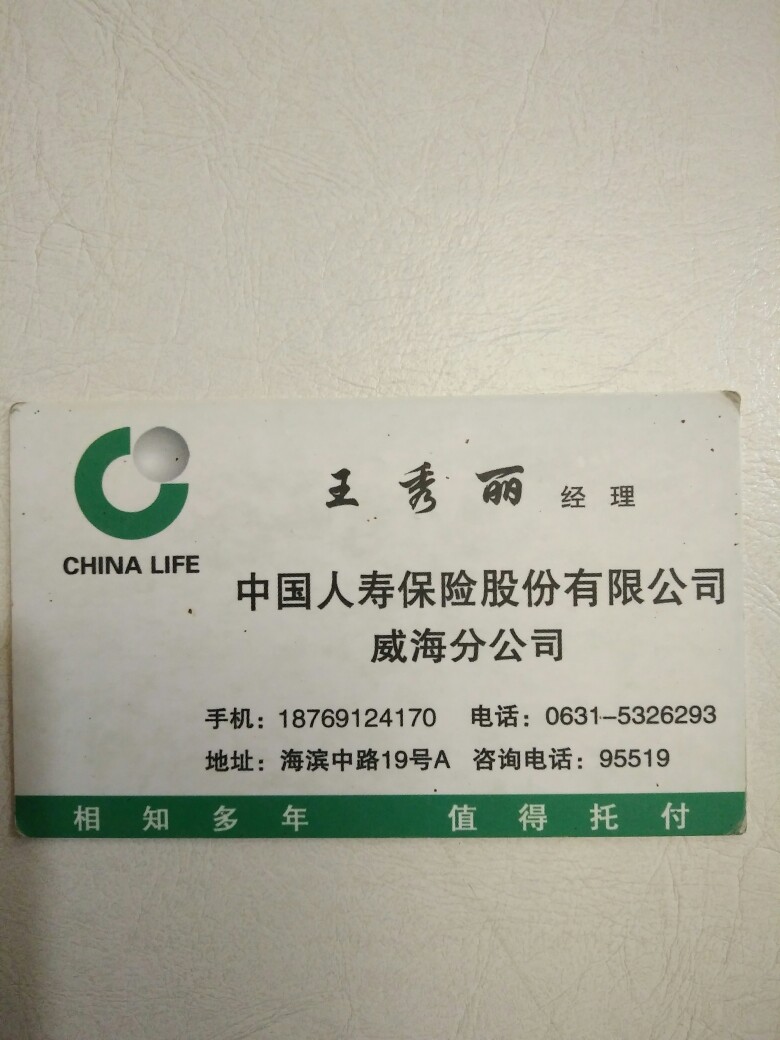 王秀丽 经理
CHINA LIFE
中国人寿保险股份有限公司
威海分公司
手机：18769124170 电话：0631-5326293
地址：海滨中路19号A 咨询电话：95519
相知多年 值得托付